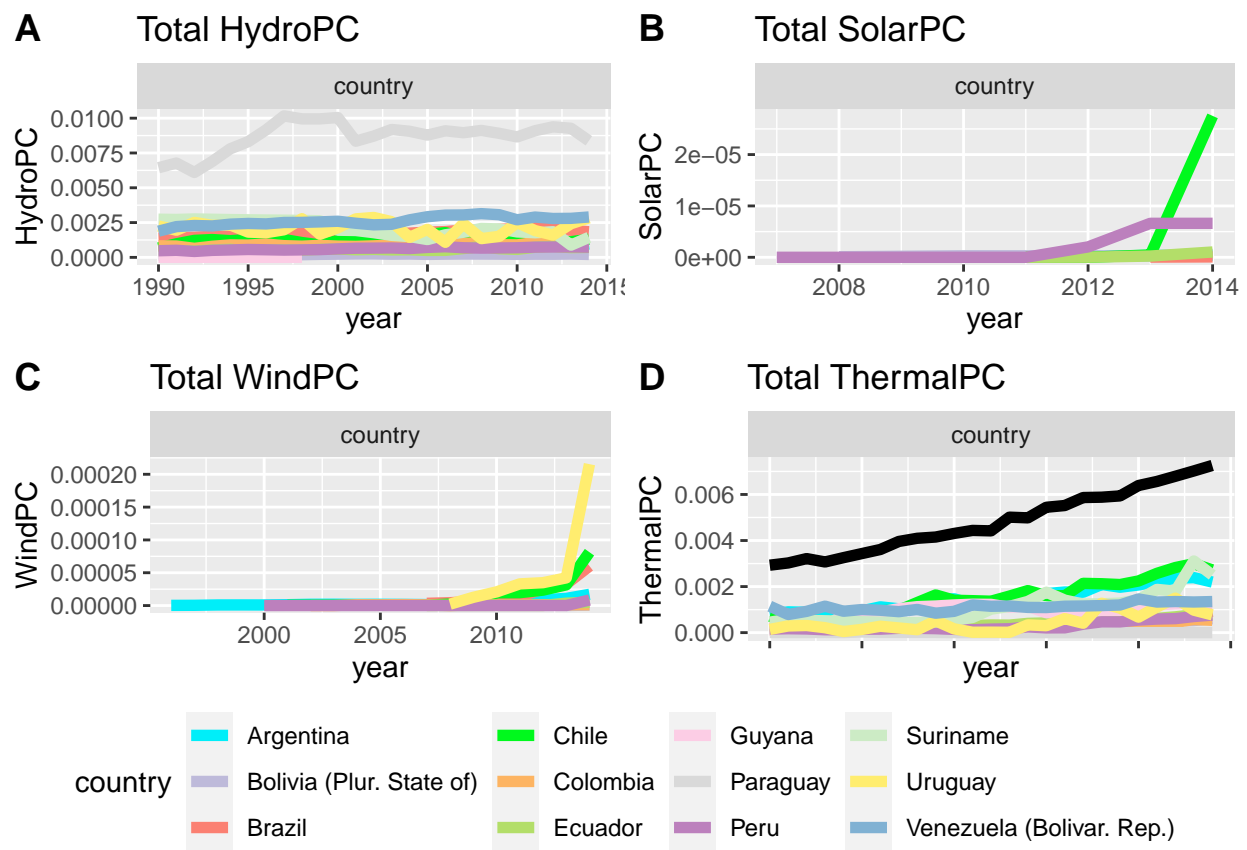 A Total HydroPC
country
HydroPC
0.0100
0.0075
0.0050
0.0025
0.0000
1990 1995 2000 2005 2010 201
year
B Total SolarPC
country
SolarPC
2e−05
1e−05
0e+00
2008 2010 2012 2014
year
C Total WindPC
country
WindPC
0.00020
0.00015
0.00010
0.00005
0.00000
2000 2005 2010
year
D Total ThermalPC
country
ThermalPC
0.006
0.004
0.002
0.000
year
country
Argentina Chile Guyana Suriname
Bolivia (Plur. State of) Colombia Paraguay Uruguay
Brazil Ecuador Peru Venezuela (Bolivar. Rep.)